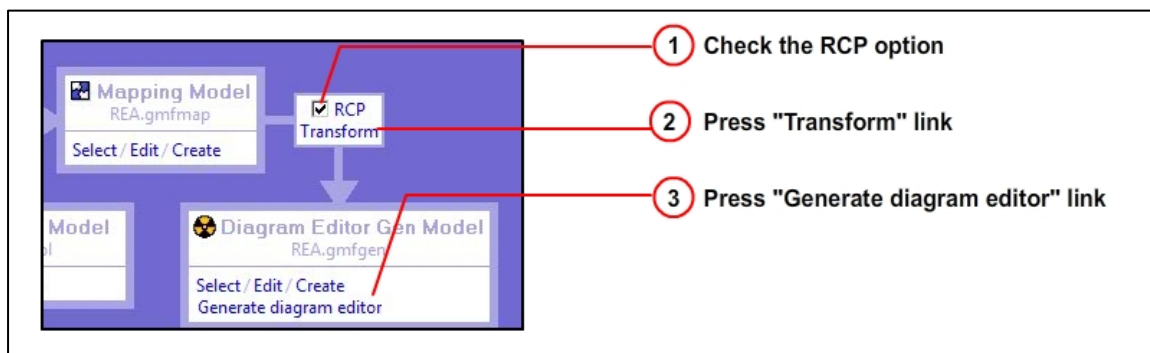 Mapping Model
REA.gmfmap
Select / Edit / Create
RCP
Transform
Model
Diagram Editor Gen Model
REA.gmfgen
Select / Edit / Create
Generate diagram editor
1 Check the RCP option
2 Press "Transform" link
3 Press "Generate diagram editor" link